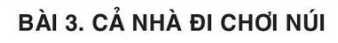 BÀI 3. CẢ NHÀ ĐI CHƠI NÚI